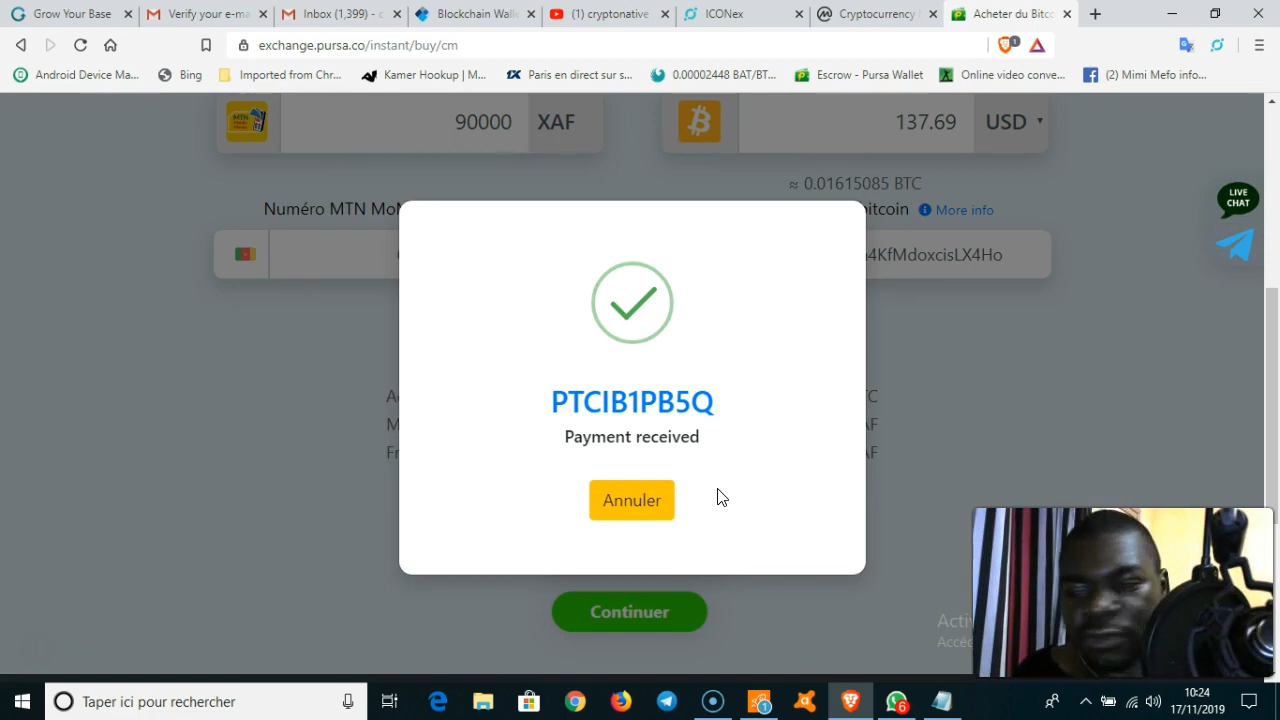 Grow Your Base
Verify your e-ma
Inbox (1,399) - c
Blockchain Wall
(1) cryptonative
ICONex
Cryptocurrency
Acheter du Bitco
exchange.pursa.co/instant/buy/cm
1
Android Device Ma...
Bing
Imported from Chr...
Kamer Hookup | M...
Paris en direct sur s...
0.00002448 BAT/BT...
Escrow - Pursa Wallet
Online video conve...
(2) Mimi Mefo info...
90000 XAF
137.69 USD
≈ 0.01615085 BTC
LIVE
CHAT
Numéro MTN MoM
itcoin More info
4KfMdoxcisLX4Ho
PTCIB1PB5Q
Payment received
Annuler
Continuer
Taper ici pour rechercher
1
6
10:24
17/11/2019